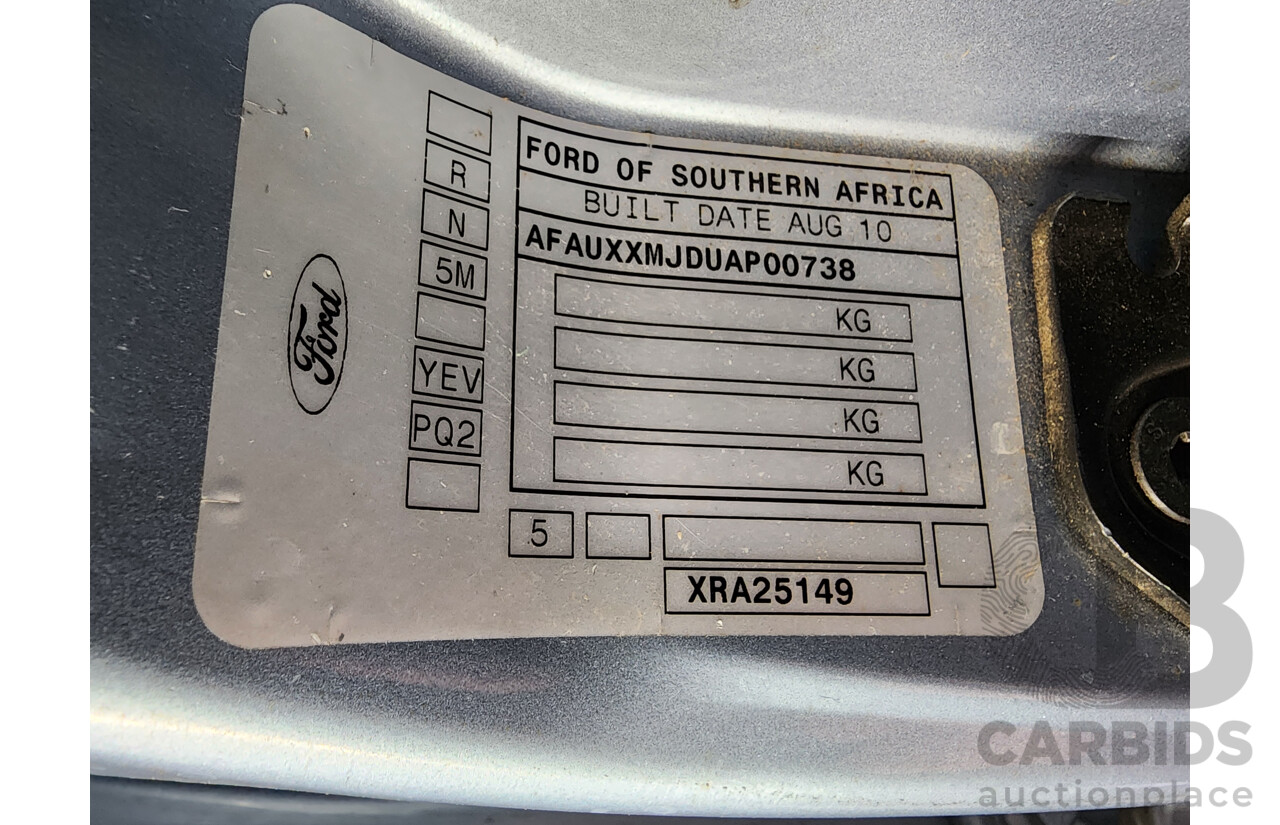 Ford
R
N
5M
YEV
PQ2
FORD OF SOUTHERN AFRICA
BUILT DATE AUG 10
AFAUXXMJDUAP00738
KG
KG
KG
KG
5
XRA25149
B
CARBIDS
auctionplace